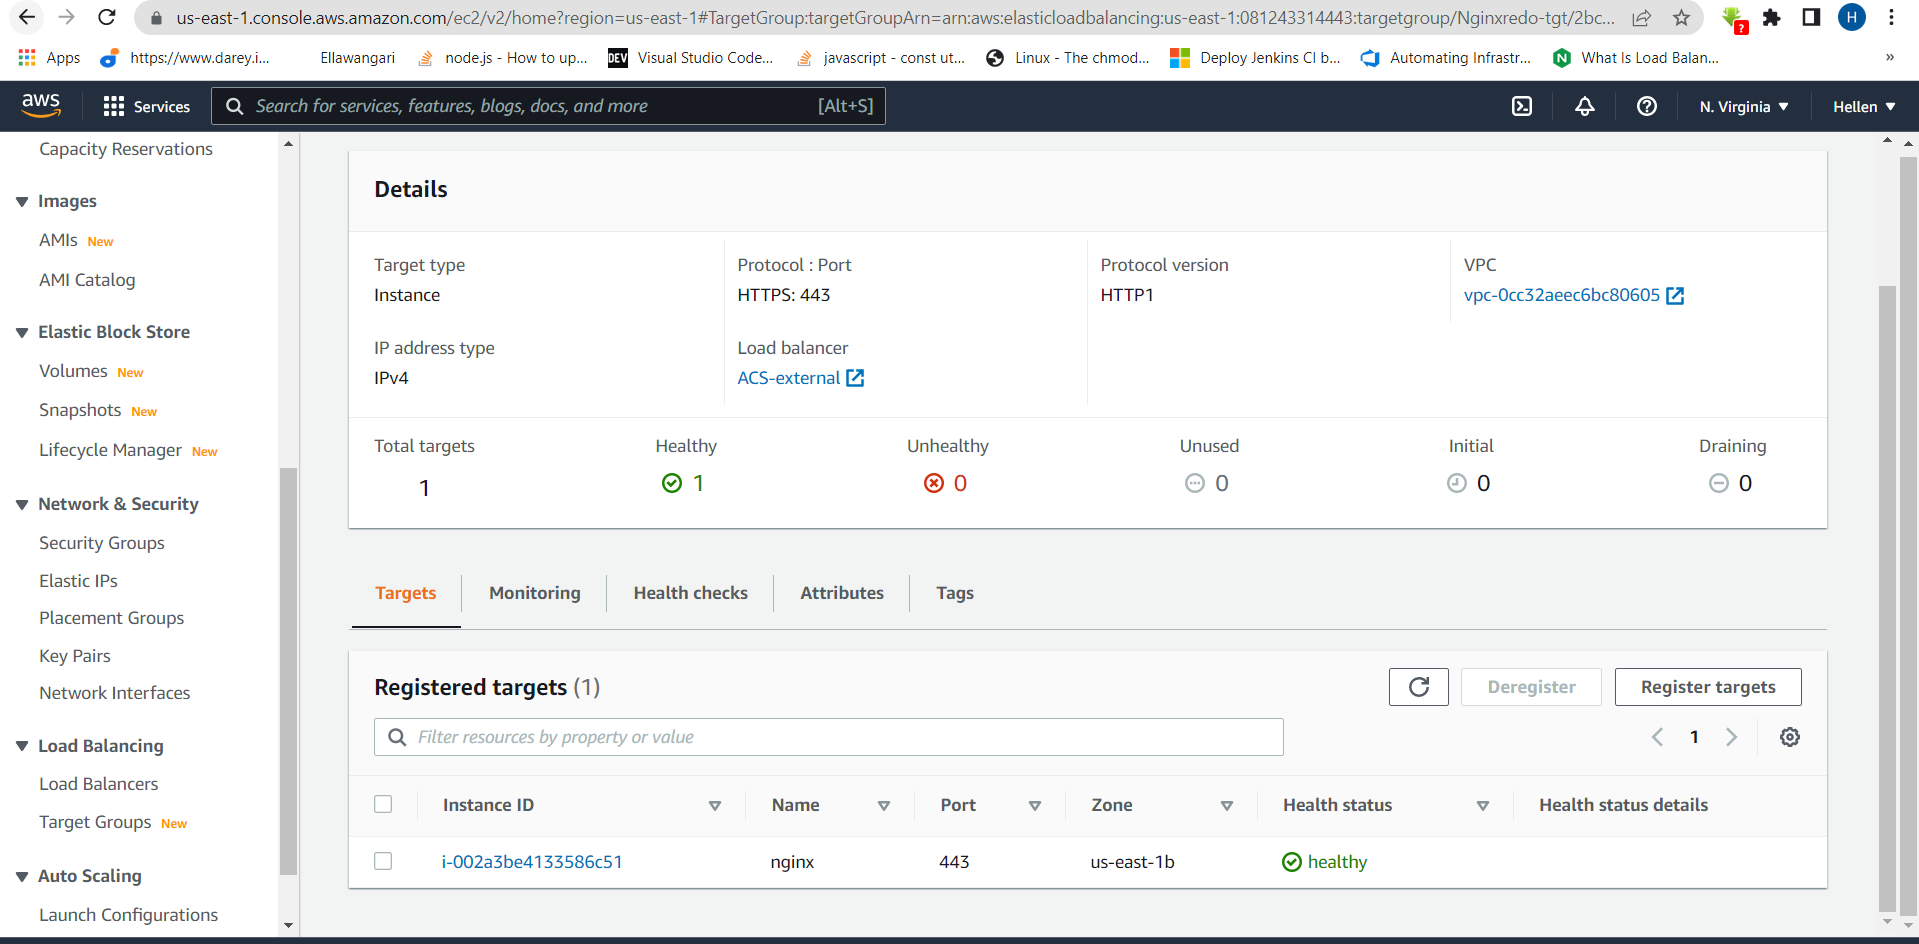 us-east-1.console.aws.amazon.com/ec2/v2/home?region=us-east-1#TargetGroup:targetGroupArn=arn:aws:elasticloadbalancing:us-east-1:081243314443:targetgroup/Nginxredo-tgt/2bc...
?
H
Apps
https://www.darey.i...
Ellawangari
node.js - How to up...
DEV
Visual Studio Code...
javascript - const ut...
Linux - The chmod...
Deploy Jenkins CI b...
Automating Infrastr...
N
What Is Load Balan...
»
aws
Services
Search for services, features, blogs, docs, and more
[Alt+S]
N. Virginia
Hellen
Capacity Reservations
Images
AMIs New
AMI Catalog
Elastic Block Store
Volumes New
Snapshots New
Lifecycle Manager New
Network & Security
Security Groups
Elastic IPs
Placement Groups
Key Pairs
Network Interfaces
Load Balancing
Load Balancers
Target Groups New
Auto Scaling
Launch Configurations
Details
Target type
Instance
Protocol : Port
HTTPS: 443
Protocol version
HTTP1
VPC
vpc-0cc32aeec6bc80605
IP address type
IPv4
Load balancer
ACS-external
Total targets
1
Healthy
1
Unhealthy
0
Unused
0
Initial
0
Draining
0
Targets
Monitoring
Health checks
Attributes
Tags
Registered targets (1)
Deregister
Register targets
Filter resources by property or value
1
Instance ID
Name
Port
Zone
Health status
Health status details
i-002a3be4133586c51
nginx
443
us-east-1b
healthy